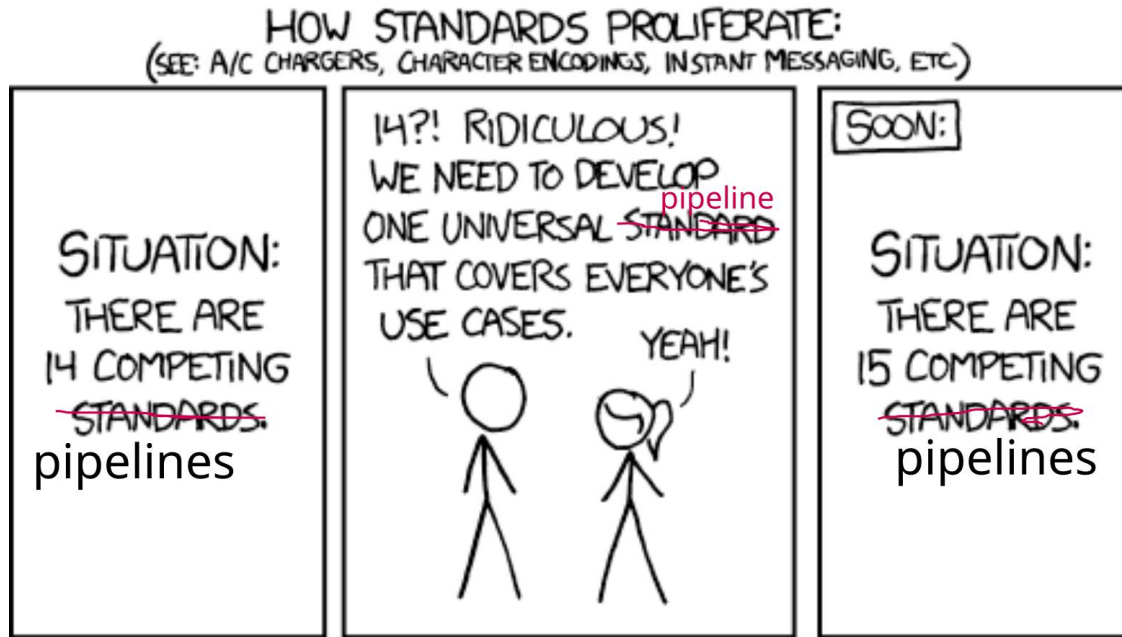 HOW STANDARDS PROLIFERATE:
(SEE: A/C CHARGERS, CHARACTER ENCODINGS, INSTANT MESSAGING, ETC)
SITUATION:
THERE ARE
14 COMPETING
STANDARDS.
pipelines
14?! RIDICULOUS!
WE NEED TO DEVELOP
pipeline
ONE UNIVERSAL STANDARD
THAT COVERS EVERYONE'S
USE CASES.
YEAH!
SOON:
SITUATION:
THERE ARE
15 COMPETING
STANDARDS.
pipelines